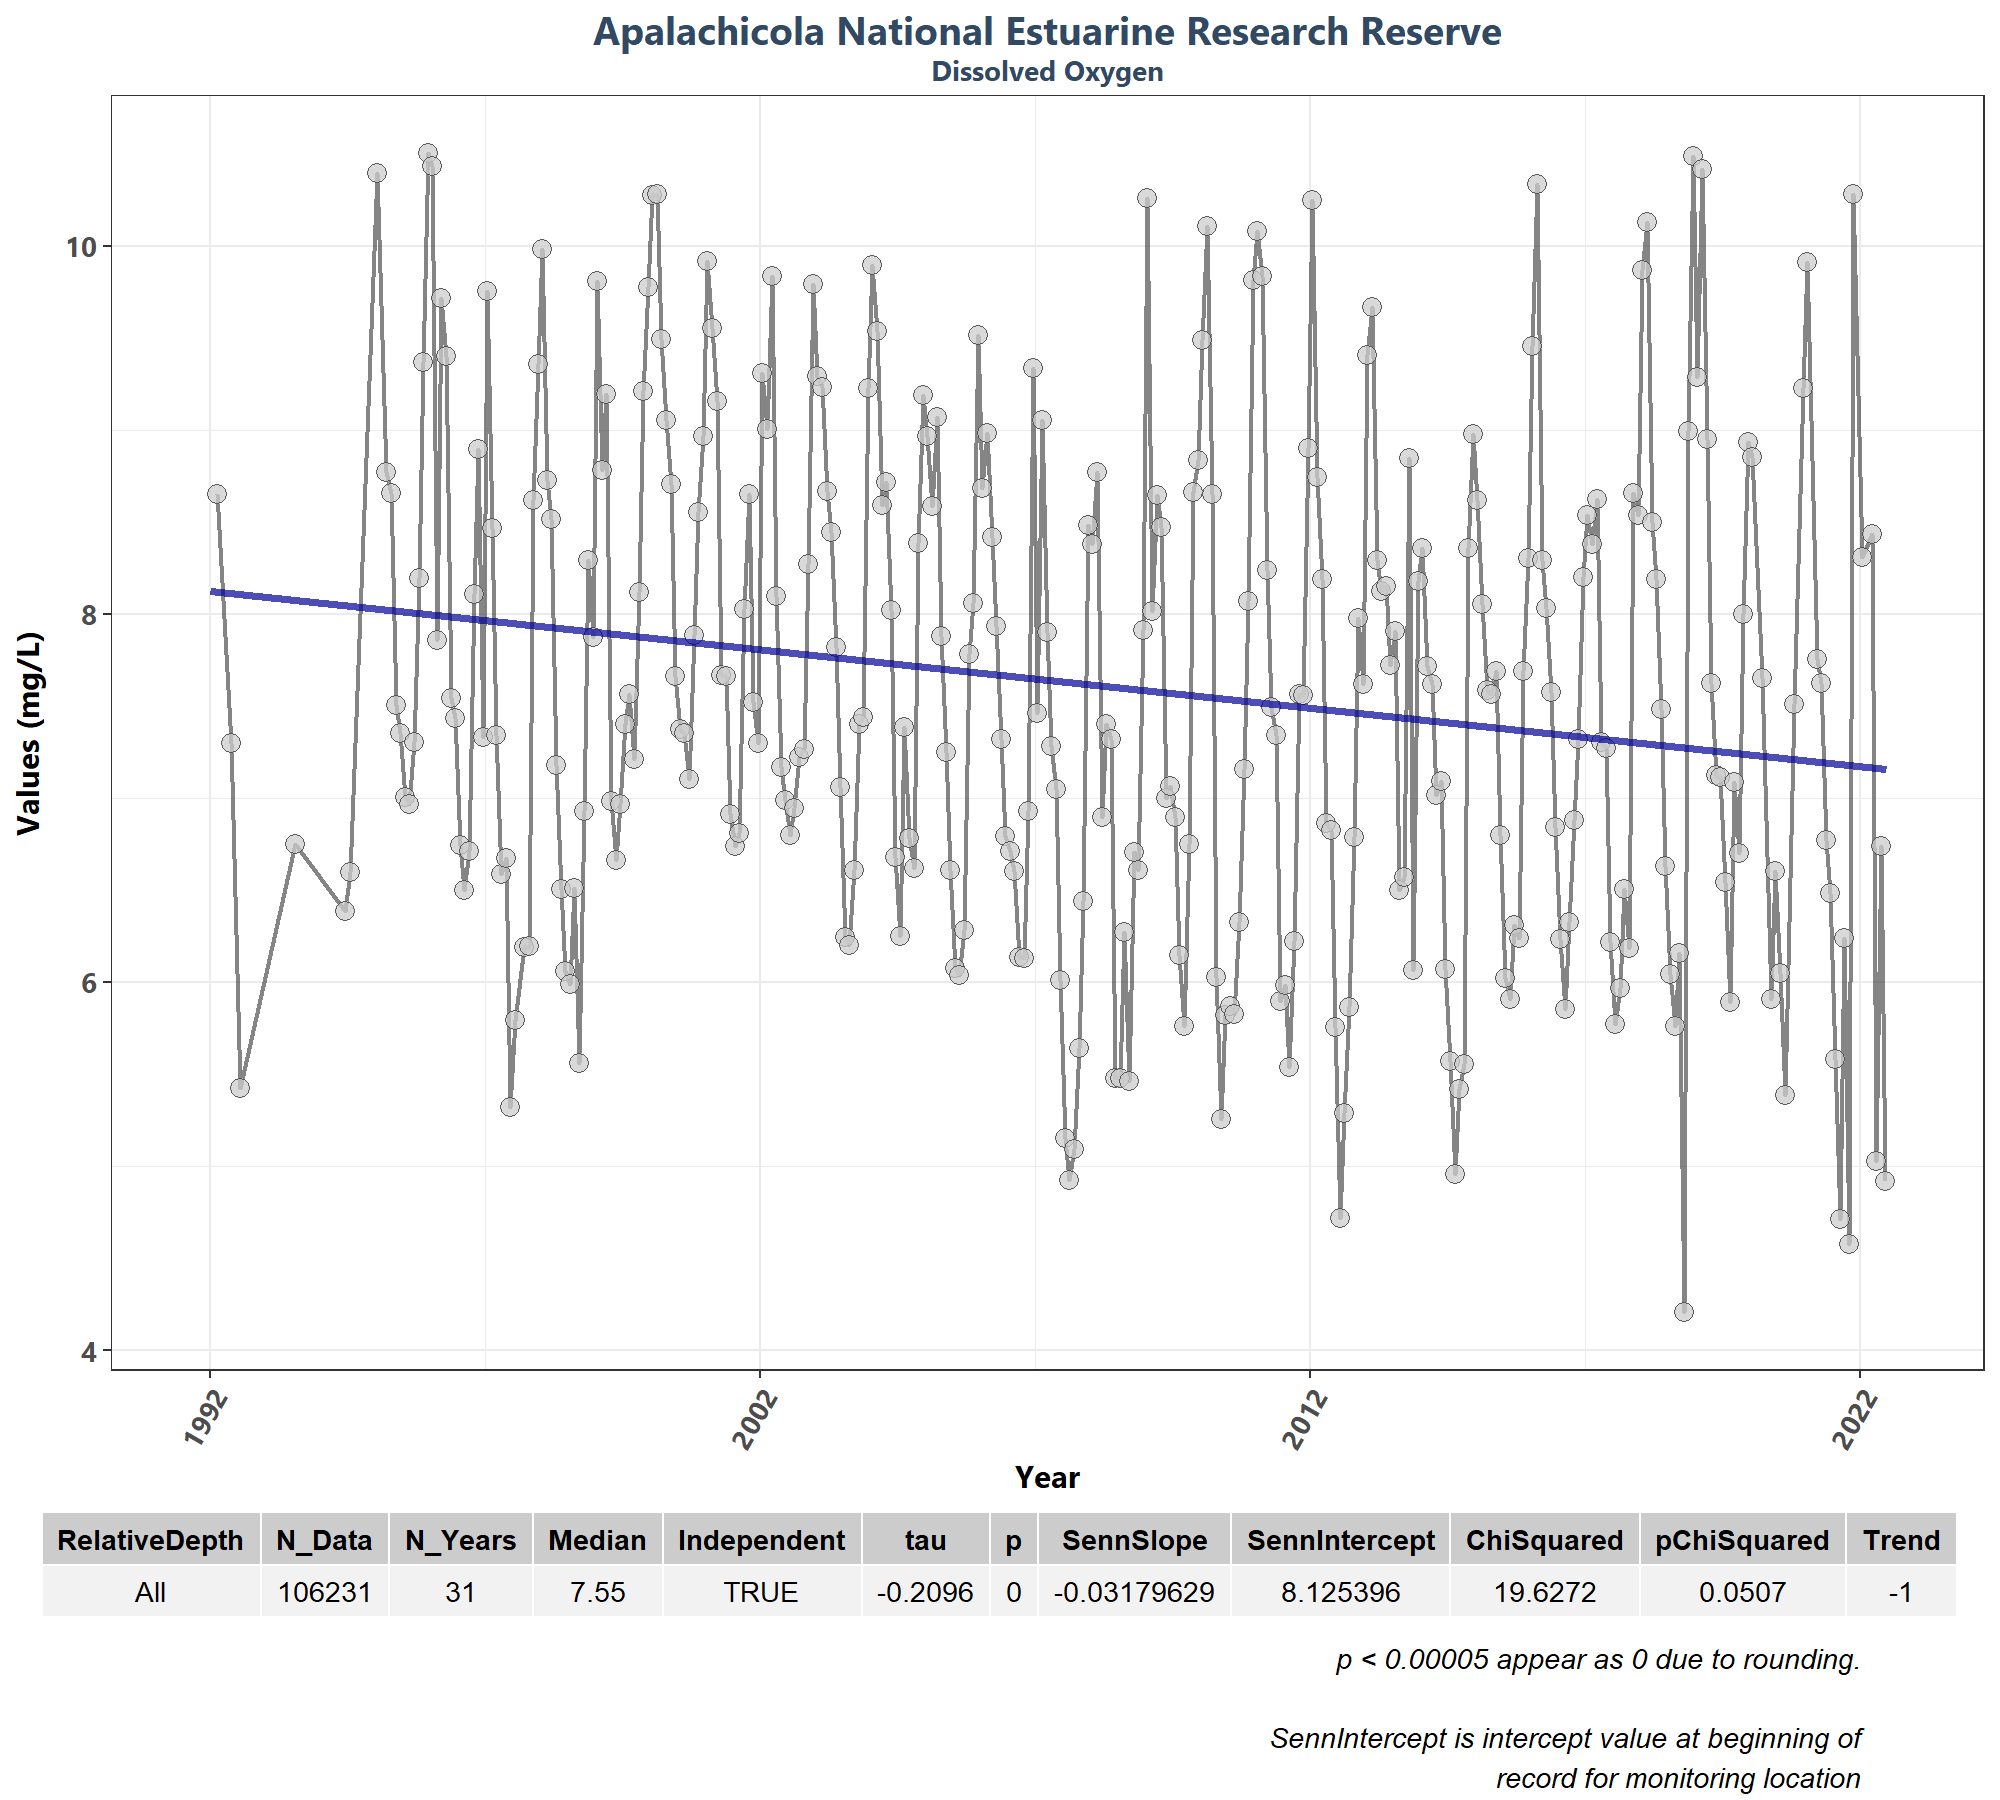 Apalachicola National Estuarine Research Reserve
Dissolved Oxygen
10
8
6
4
Values (mg/L)
1992
2002
2012
2022
Year
RelativeDepth N_Data N_Years Median Independent tau p SennSlope SennIntercept ChiSquared pChiSquared Trend
All 106231 31 7.55 TRUE -0.2096 0 -0.03179629 8.125396 19.6272 0.0507 -1
p < 0.00005 appear as 0 due to rounding.
SennIntercept is intercept value at beginning of
record for monitoring location